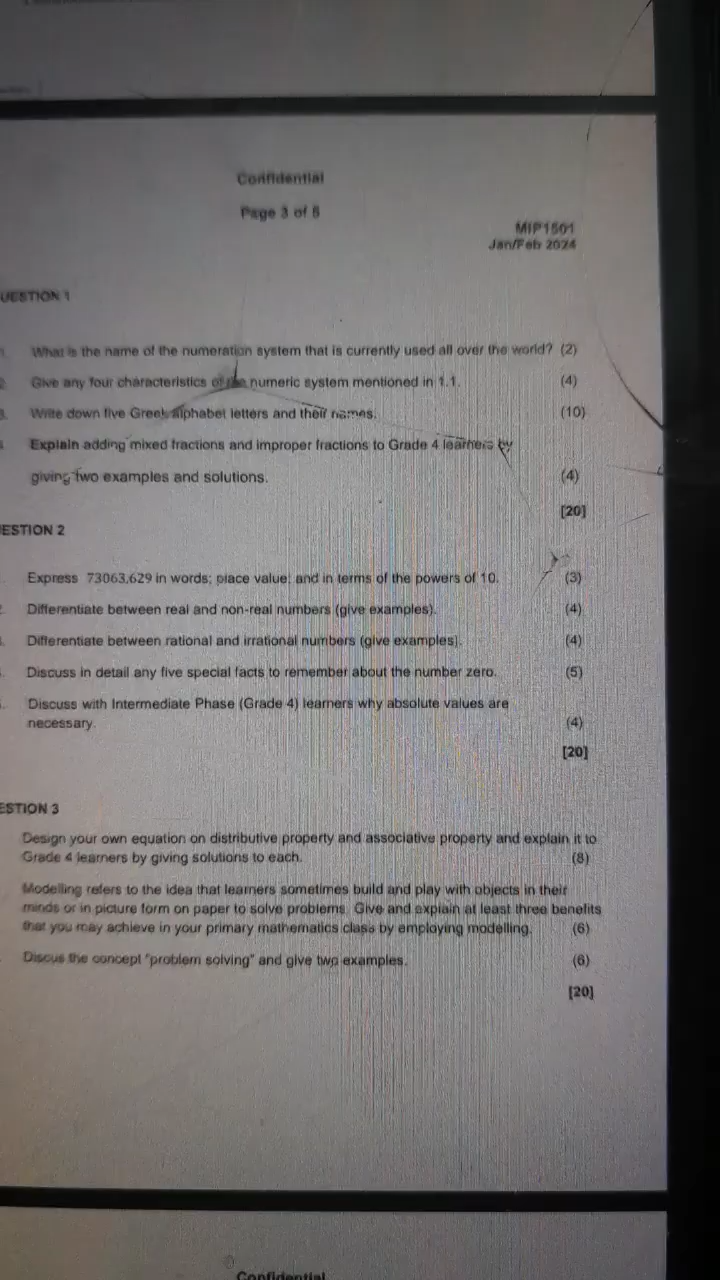 Confidential
Page 3 of 5
MIP1501
Jan/Feb 2024
UESTION 1
What is the name of the numeration system that is currently used all over the world? (2)
Give any four characteristics of the numeric system mentioned in 1.1. (4)
3. Write down five Greek alphabet letters and their names. (10)
Explain adding mixed fractions and improper fractions to Grade 4 learners by
giving two examples and solutions. (4)
[20]
ESTION 2
Express 73063,629 in words; place value; and in terms of the powers of 10. (3)
Differentiate between real and non-real numbers (give examples). (4)
Differentiate between rational and irrational numbers (give examples). (4)
Discuss in detail any five special facts to remember about the number zero. (5)
Discuss with Intermediate Phase (Grade 4) learners why absolute values are
necessary. (4)
[20]
ESTION 3
Design your own equation on distributive property and associative property and explain it to
Grade 4 learners by giving solutions to each. (8)
Modelling refers to the idea that learners sometimes build and play with objects in their
minds or in picture form on paper to solve problems. Give and explain at least three benefits
that you may achieve in your primary mathematics class by employing modelling. (6)
Discus the concept "problem solving" and give two examples. (6)
[20]
Confidential